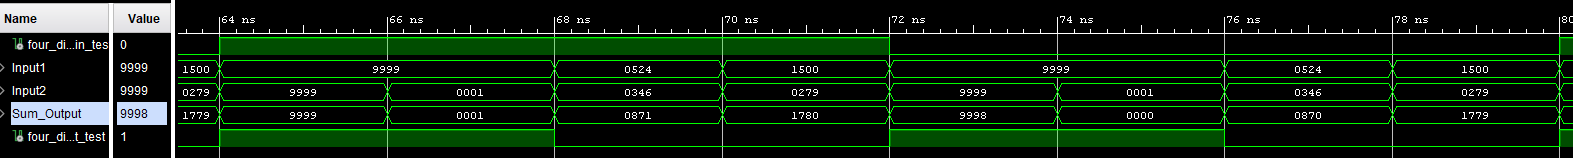 Name Value 64 ns 66 ns 68 ns 70 ns 72 ns 74 ns 76 ns 78 ns 80
four_di...in_tes 0
Input1 9999 1500 9999 0524 1500 9999 0524 1500
Input2 9999 0279 9999 0001 0346 0279 9999 0001 0346 0279
Sum_Output 9998 1779 9999 0001 0871 1780 9998 0000 0870 1779
four_di...t_test 1